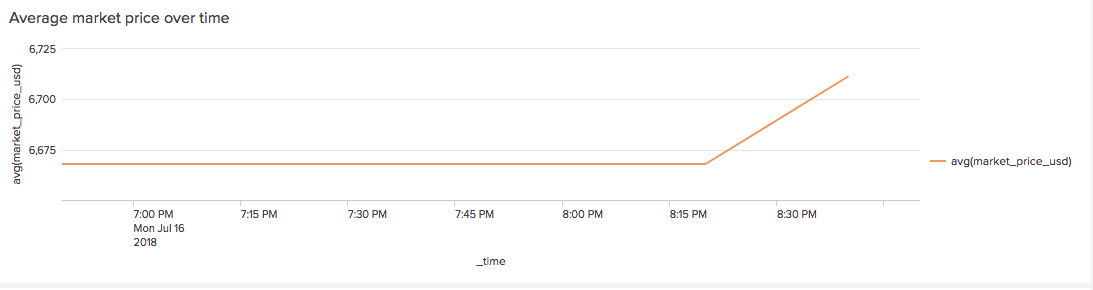 Average market price over time
6,725
6,700
6,675
avg(market_price_usd)
7:00 PM
Mon Jul 16
2018
7:15 PM
7:30 PM
7:45 PM
8:00 PM
8:15 PM
8:30 PM
_time
avg(market_price_usd)